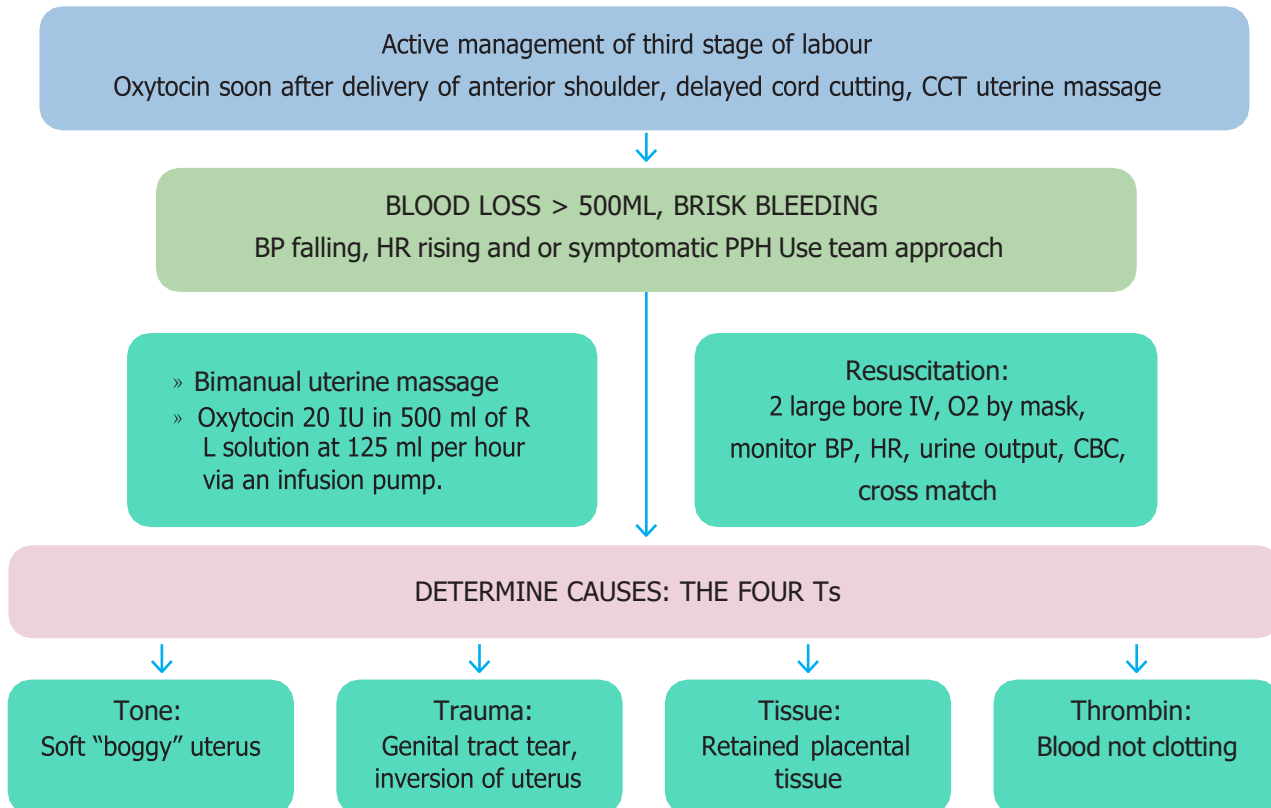 Active management of third stage of labour
Oxytocin soon after delivery of anterior shoulder, delayed cord cutting, CCT uterine massage
BLOOD LOSS > 500ML, BRISK BLEEDING
BP falling, HR rising and or symptomatic PPH Use team approach
» Bimanual uterine massage
» Oxytocin 20 IU in 500 ml of R
L solution at 125 ml per hour
via an infusion pump.
Resuscitation:
2 large bore IV, O2 by mask,
monitor BP, HR, urine output, CBC,
cross match
DETERMINE CAUSES: THE FOUR Ts
Tone:
Soft “boggy” uterus
Trauma:
Genital tract tear,
inversion of uterus
Tissue:
Retained placental
tissue
Thrombin:
Blood not clotting